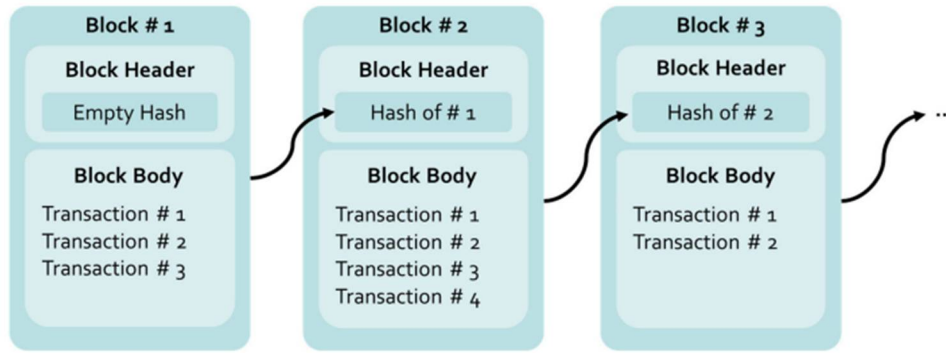 Block # 1
Block Header
Empty Hash
Block Body
Transaction # 1
Transaction # 2
Transaction # 3
Block # 2
Block Header
Hash of # 1
Block Body
Transaction # 1
Transaction # 2
Transaction # 3
Transaction # 4
Block # 3
Block Header
Hash of # 2
Block Body
Transaction # 1
Transaction # 2
..